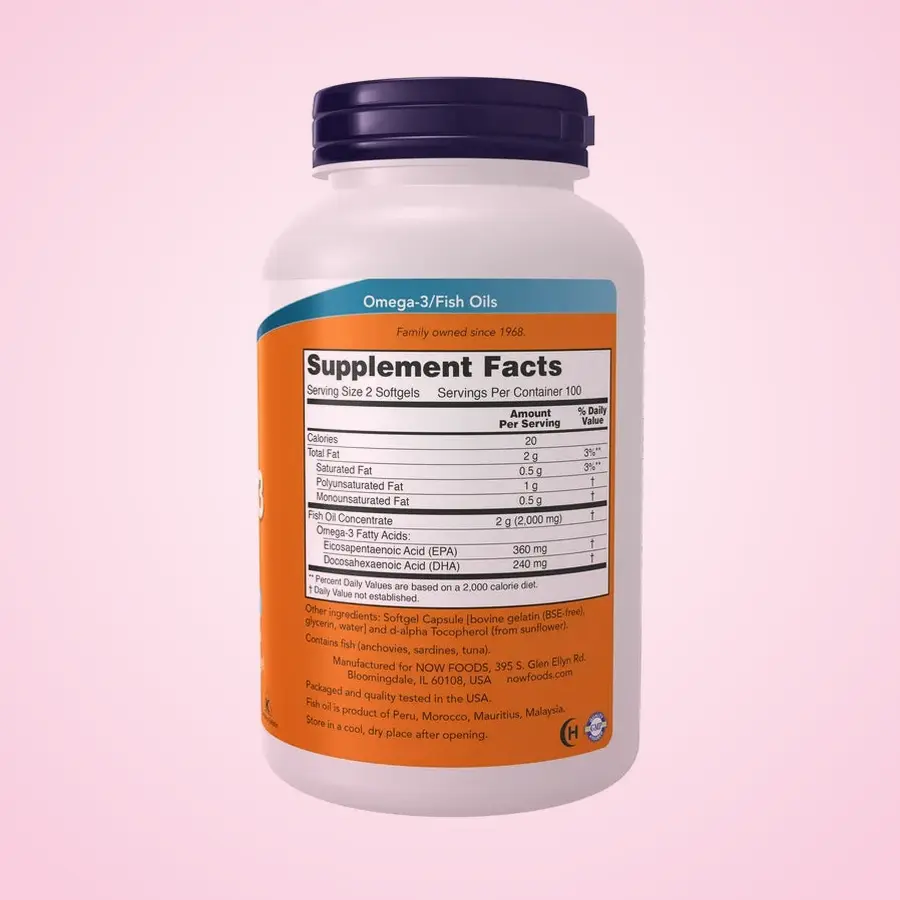 Omega-3/Fish Oils
Family owned since 1968.
Supplement Facts
Serving Size 2 Softgels Servings Per Container 100
Amount Per Serving % Daily Value
Calories 20
Total Fat 2 g 3%**
Saturated Fat 0.5 g 3%**
Polyunsaturated Fat 1 g †
Monounsaturated Fat 0.5 g †
Fish Oil Concentrate 2 g (2,000 mg) †
Omega-3 Fatty Acids:
Eicosapentaenoic Acid (EPA) 360 mg †
Docosahexaenoic Acid (DHA) 240 mg †
** Percent Daily Values are based on a 2,000 calorie diet.
† Daily Value not established.
Other ingredients: Softgel Capsule [bovine gelatin (BSE-free),
glycerin, water] and d-alpha Tocopherol (from sunflower).
Contains fish (anchovies, sardines, tuna).
Manufactured for NOW FOODS, 395 S. Glen Ellyn Rd.
Bloomingdale, IL 60108, USA nowfoods.com
Packaged and quality tested in the USA.
Fish oil is product of Peru, Morocco, Mauritius, Malaysia.
Store in a cool, dry place after opening.
3
K
H
GMP